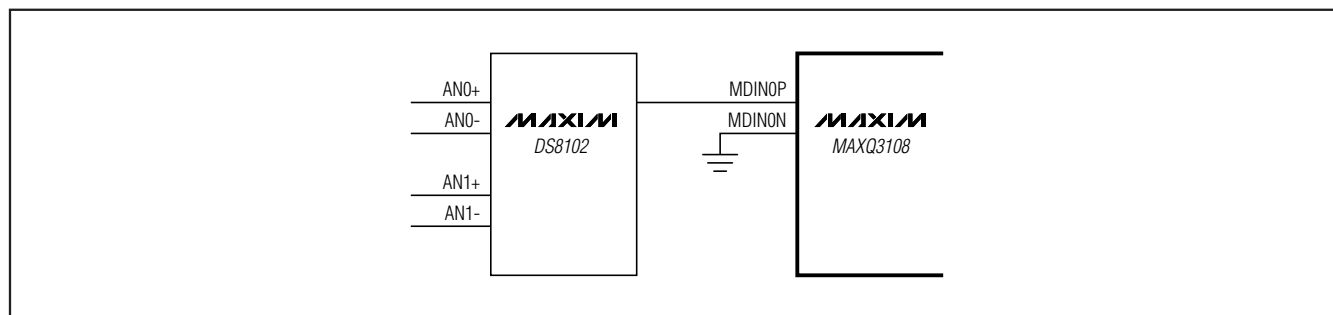 AN0+
AN0-
AN1+
AN1-
MAXIM
DS8102
MDIN0P
MDIN0N
MAXIM
MAXQ3108